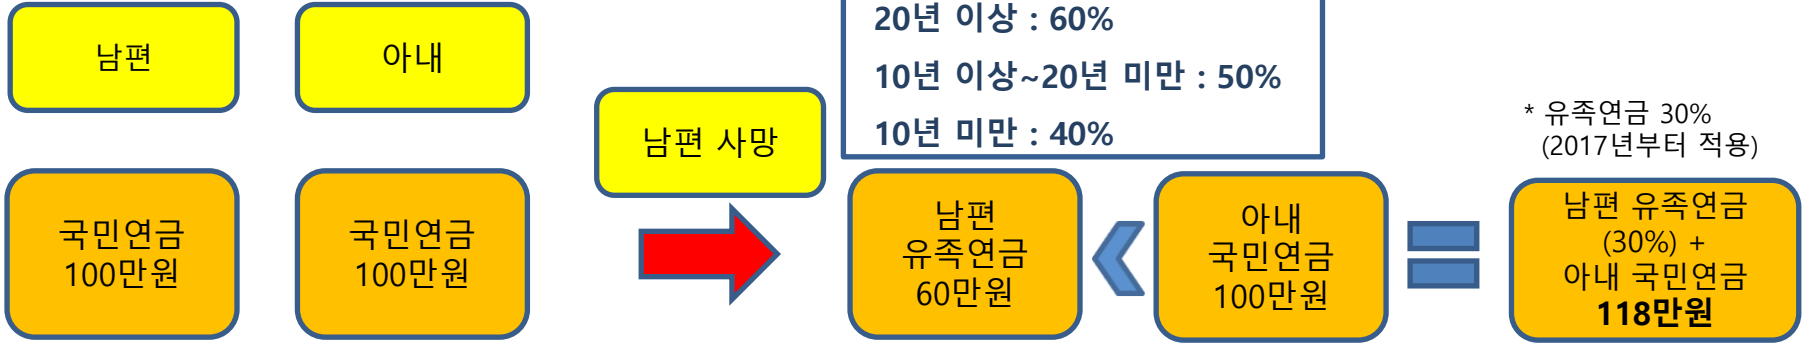 남편
아내
국민연금
100만원
국민연금
100만원
남편 사망
20년 이상 : 60%
10년 이상~20년 미만 : 50%
10년 미만 : 40%
남편
유족연금
60만원
아내
국민연금
100만원
* 유족연금 30%
(2017년부터 적용)
남편 유족연금
(30%) +
아내 국민연금
118만원